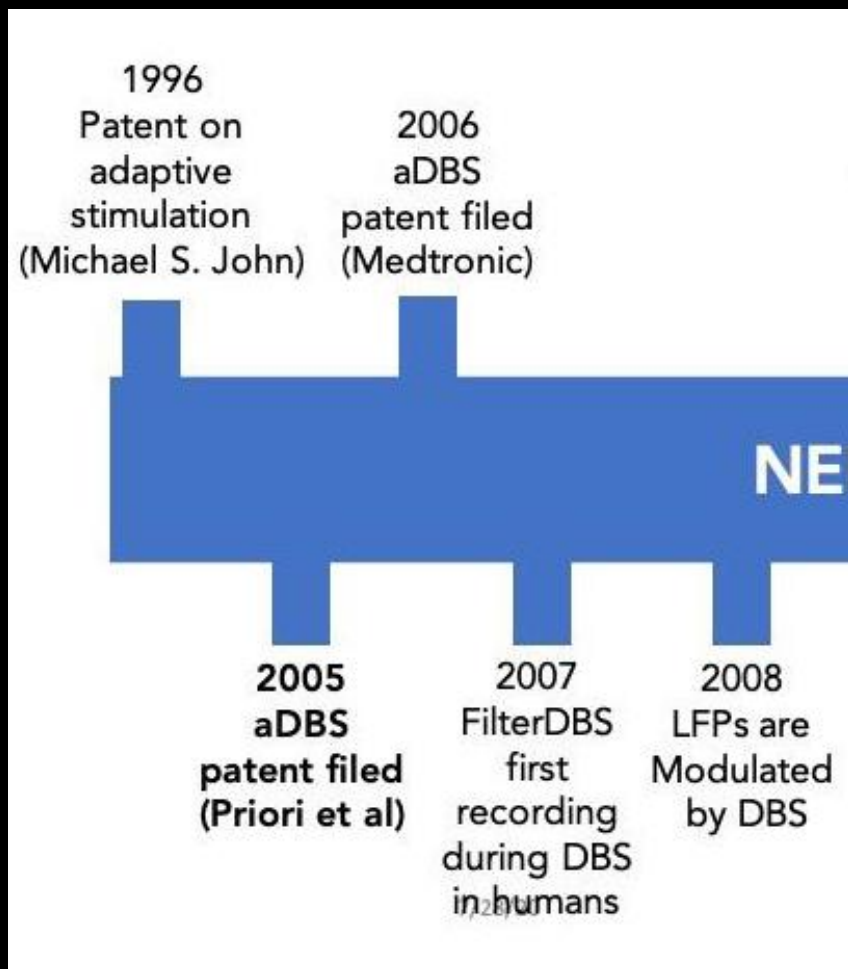 1996
Patent on
adaptive
stimulation
(Michael S. John)
2006
aDBS
patent filed
(Medtronic)
NE
2005
aDBS
patent filed
(Priori et al)
2007
FilterDBS
first
recording
during DBS
in humans
2008
LFPs are
Modulated
by DBS